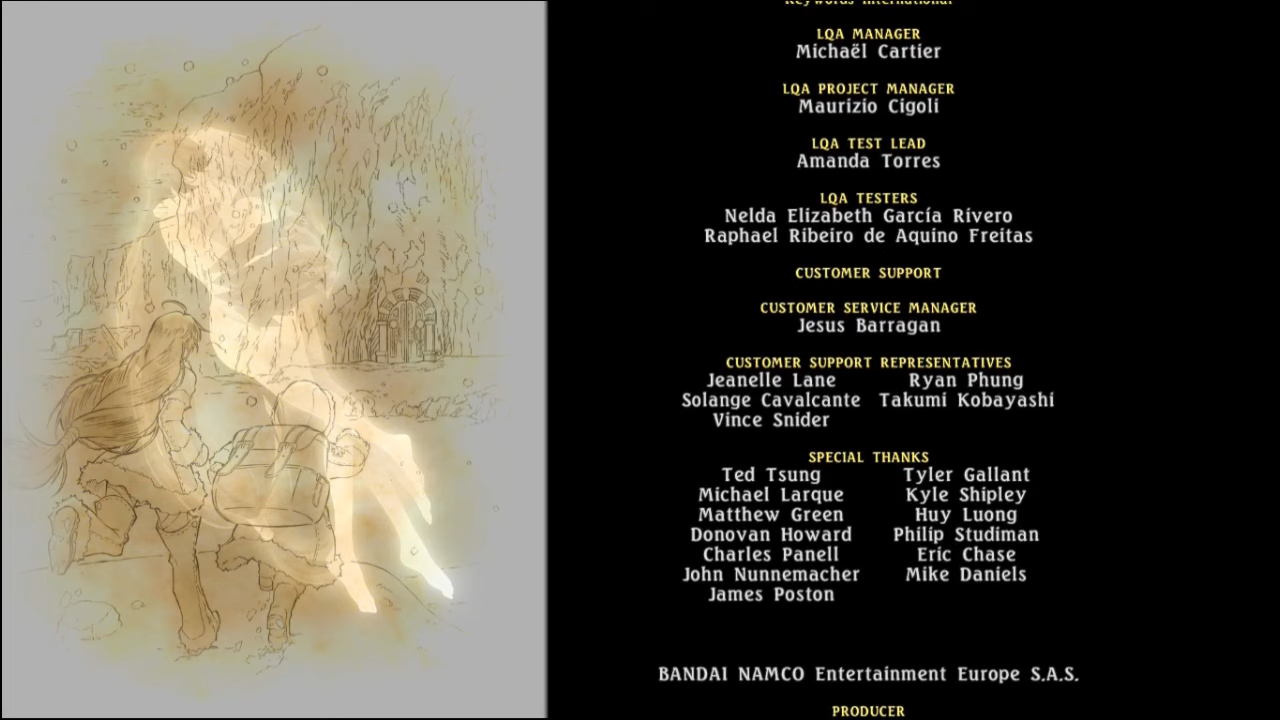 Keywords International
LQA MANAGER
Michaël Cartier
LQA PROJECT MANAGER
Maurizio Cigoli
LQA TEST LEAD
Amanda Torres
LQA TESTERS
Nelda Elizabeth García Rivero
Raphael Ribeiro de Aquino Freitas
CUSTOMER SUPPORT
CUSTOMER SERVICE MANAGER
Jesus Barragan
CUSTOMER SUPPORT REPRESENTATIVES
Jeanelle Lane Ryan Phung
Solange Cavalcante Takumi Kobayashi
Vince Snider
SPECIAL THANKS
Ted Tsung Tyler Gallant
Michael Larque Kyle Shipley
Matthew Green Huy Luong
Donovan Howard Philip Studiman
Charles Panell Eric Chase
John Nunnemacher Mike Daniels
James Poston
BANDAI NAMCO Entertainment Europe S.A.S.
PRODUCER